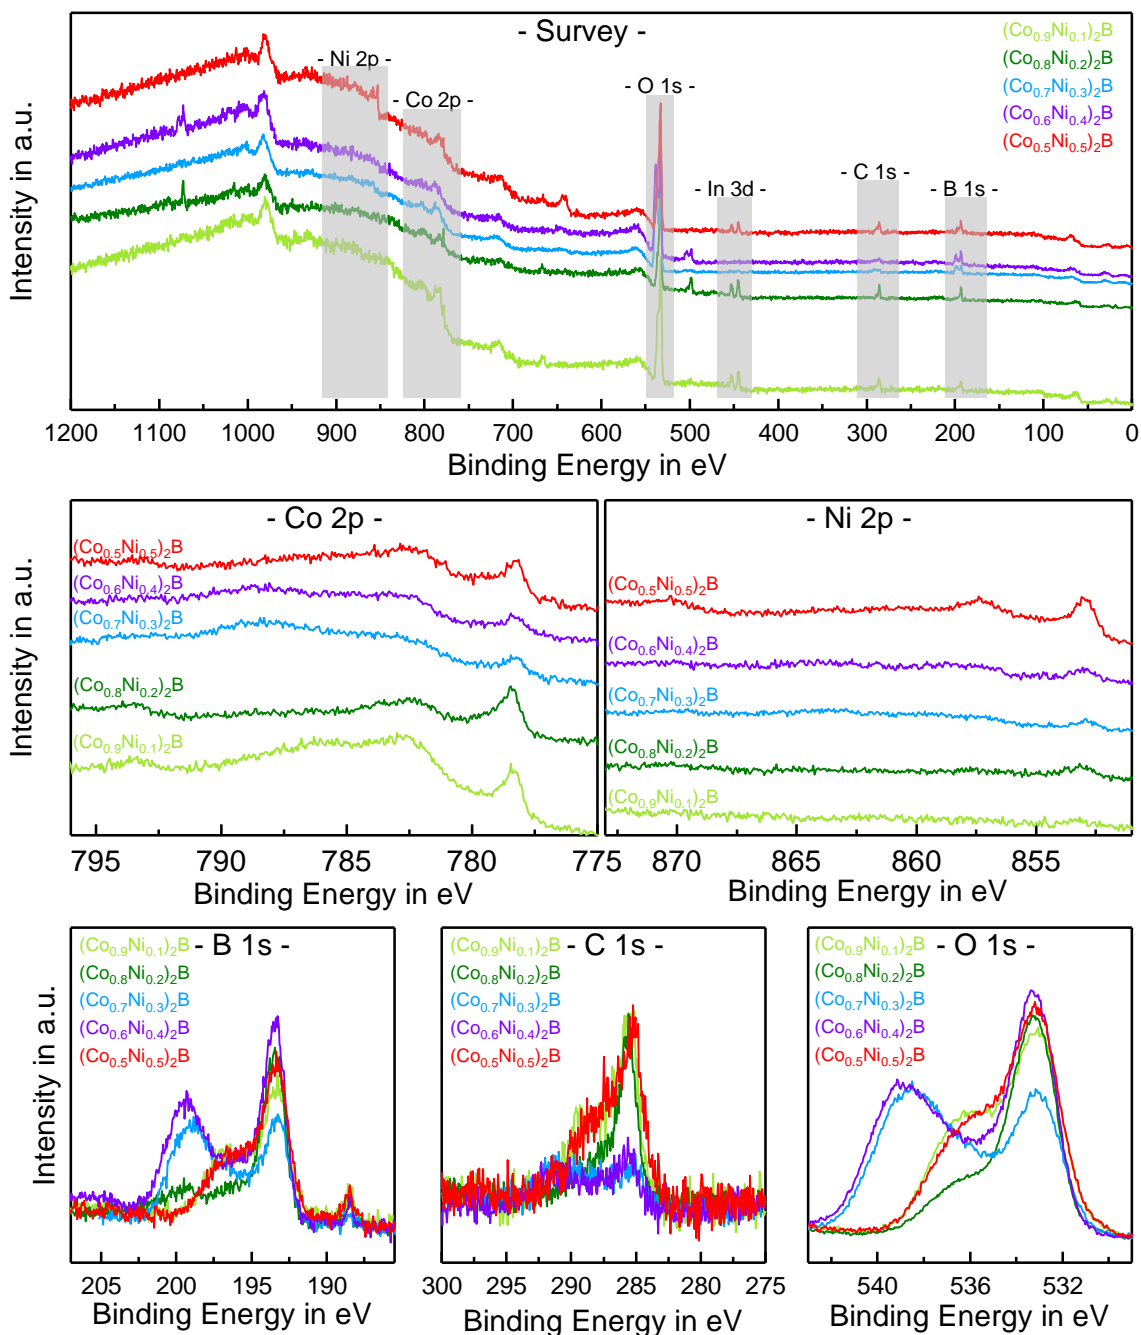 - Survey -
(Co₀.₉Ni₀.₁)₂B
(Co₀.₈Ni₀.₂)₂B
(Co₀.₇Ni₀.₃)₂B
(Co₀.₆Ni₀.₄)₂B
(Co₀.₅Ni₀.₅)₂B
- Ni 2p -
- Co 2p -
- O 1s -
- In 3d -
- C 1s -
- B 1s -
Intensity in a.u.
1200 1100 1000 900 800 700 600 500 400 300 200 100 0
Binding Energy in eV
- Co 2p -
(Co₀.₅Ni₀.₅)₂B
(Co₀.₆Ni₀.₄)₂B
(Co₀.₇Ni₀.₃)₂B
(Co₀.₈Ni₀.₂)₂B
(Co₀.₉Ni₀.₁)₂B
Intensity in a.u.
795 790 785 780 775
Binding Energy in eV
- Ni 2p -
(Co₀.₅Ni₀.₅)₂B
(Co₀.₆Ni₀.₄)₂B
(Co₀.₇Ni₀.₃)₂B
(Co₀.₈Ni₀.₂)₂B
(Co₀.₉Ni₀.₁)₂B
870 865 860 855
Binding Energy in eV
- B 1s -
(Co₀.₉Ni₀.₁)₂B
(Co₀.₈Ni₀.₂)₂B
(Co₀.₇Ni₀.₃)₂B
(Co₀.₆Ni₀.₄)₂B
(Co₀.₅Ni₀.₅)₂B
Intensity in a.u.
205 200 195 190
Binding Energy in eV
- C 1s -
(Co₀.₉Ni₀.₁)₂B
(Co₀.₈Ni₀.₂)₂B
(Co₀.₇Ni₀.₃)₂B
(Co₀.₆Ni₀.₄)₂B
(Co₀.₅Ni₀.₅)₂B
300 295 290 285 280 275
Binding Energy in eV
- O 1s -
(Co₀.₉Ni₀.₁)₂B
(Co₀.₈Ni₀.₂)₂B
(Co₀.₇Ni₀.₃)₂B
(Co₀.₆Ni₀.₄)₂B
(Co₀.₅Ni₀.₅)₂B
540 536 532
Binding Energy in eV